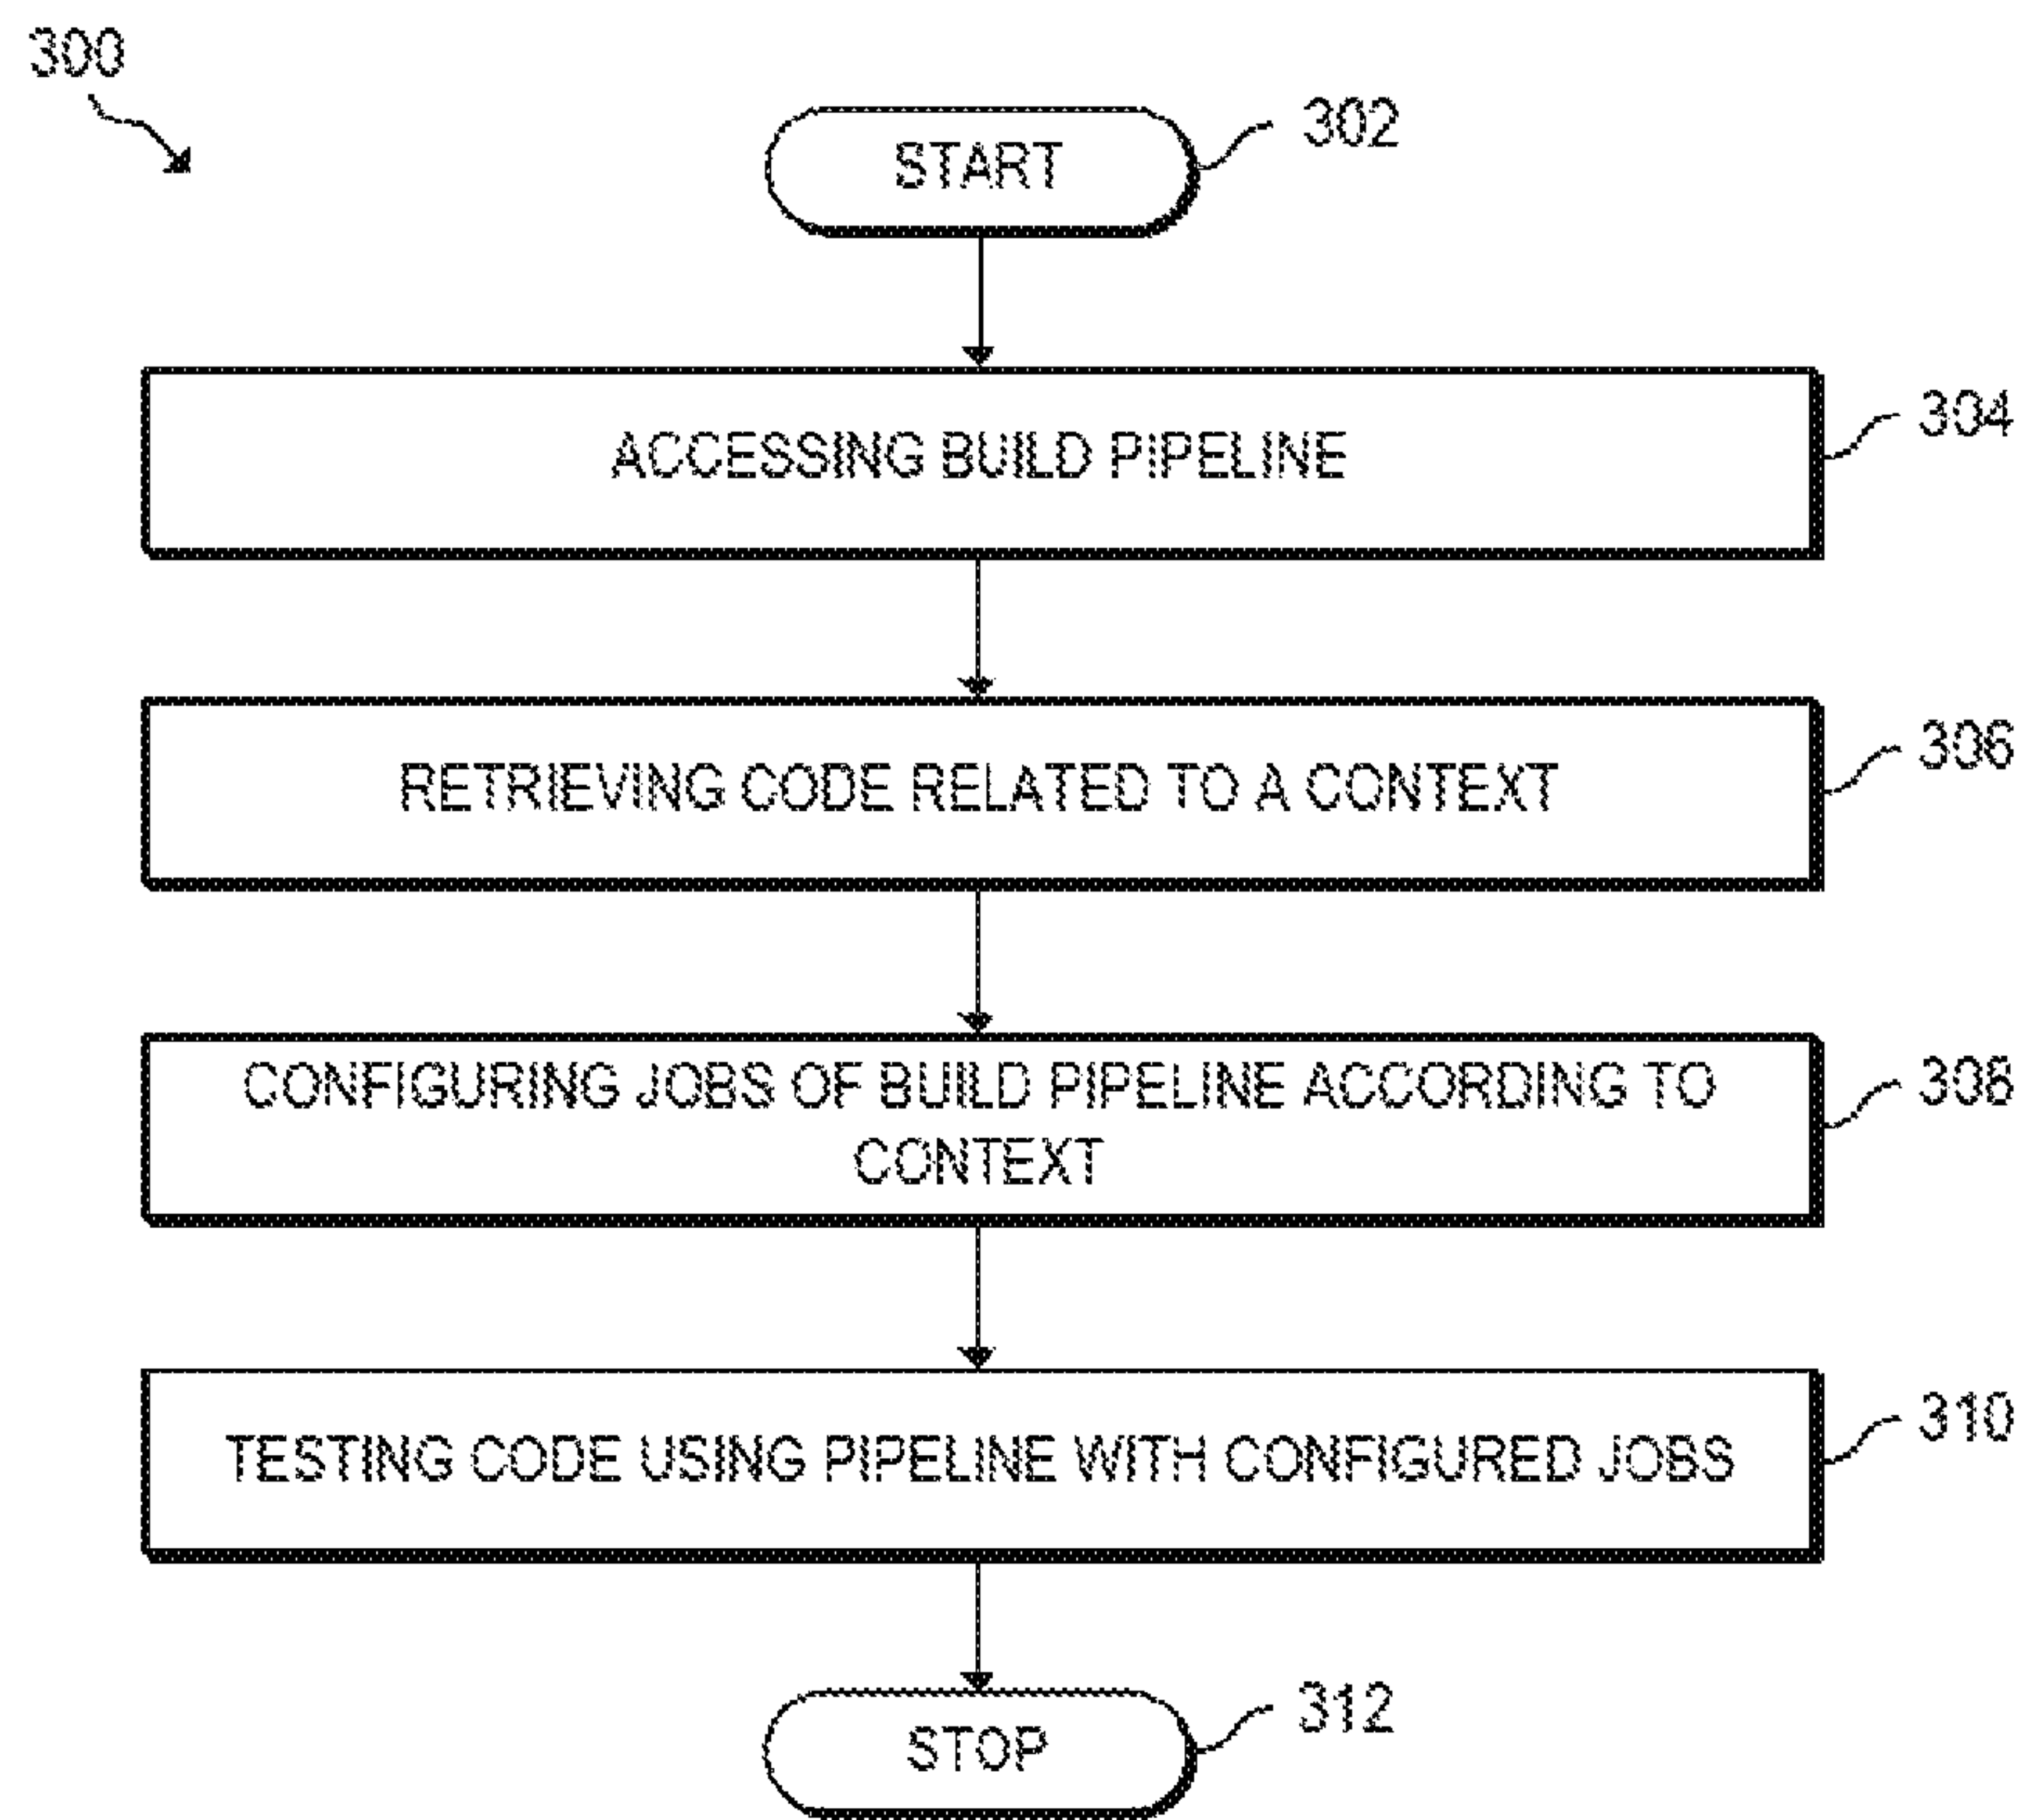 300
START
302
ACCESSING BUILD PIPELINE
304
RETRIEVING CODE RELATED TO A CONTEXT
306
CONFIGURING JOBS OF BUILD PIPELINE ACCORDING TO
CONTEXT
308
TESTING CODE USING PIPELINE WITH CONFIGURED JOBS
310
STOP
312